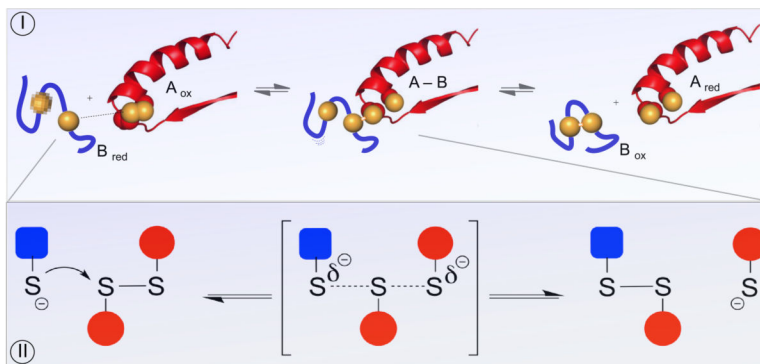 I
A ox
+
B red
A – B
A red
+
B ox
S
⊖
S — S
S δ⊖ S S δ⊖
S — S
S
⊖
II